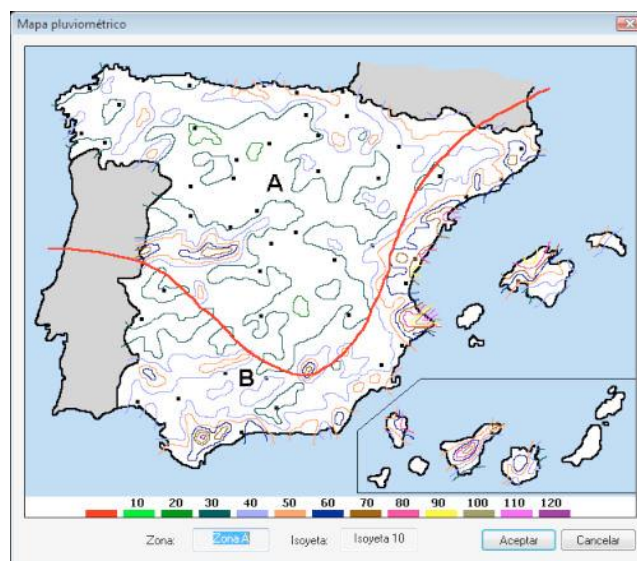 Mapa pluviométrico
A
B
10 20 30 40 50 60 70 80 90 100 110 120
Zona: Zona A Isoyeta: Isoyeta 10 Aceptar Cancelar